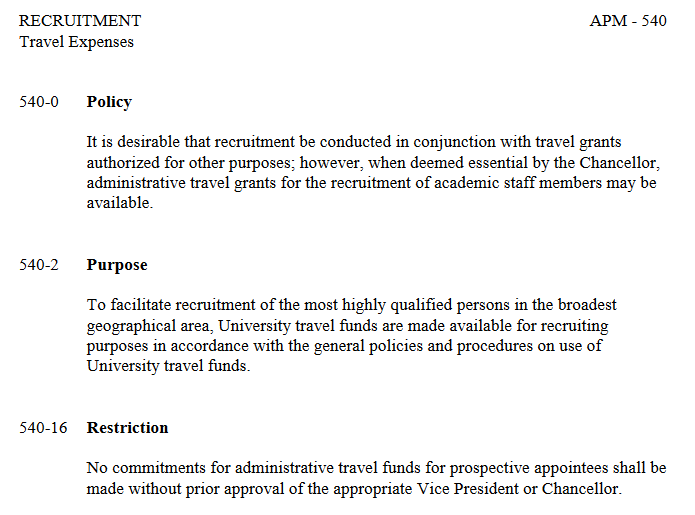 RECRUITMENT APM - 540
Travel Expenses
540-0 Policy
It is desirable that recruitment be conducted in conjunction with travel grants
authorized for other purposes; however, when deemed essential by the Chancellor,
administrative travel grants for the recruitment of academic staff members may be
available.
540-2 Purpose
To facilitate recruitment of the most highly qualified persons in the broadest
geographical area, University travel funds are made available for recruiting
purposes in accordance with the general policies and procedures on use of
University travel funds.
540-16 Restriction
No commitments for administrative travel funds for prospective appointees shall be
made without prior approval of the appropriate Vice President or Chancellor.